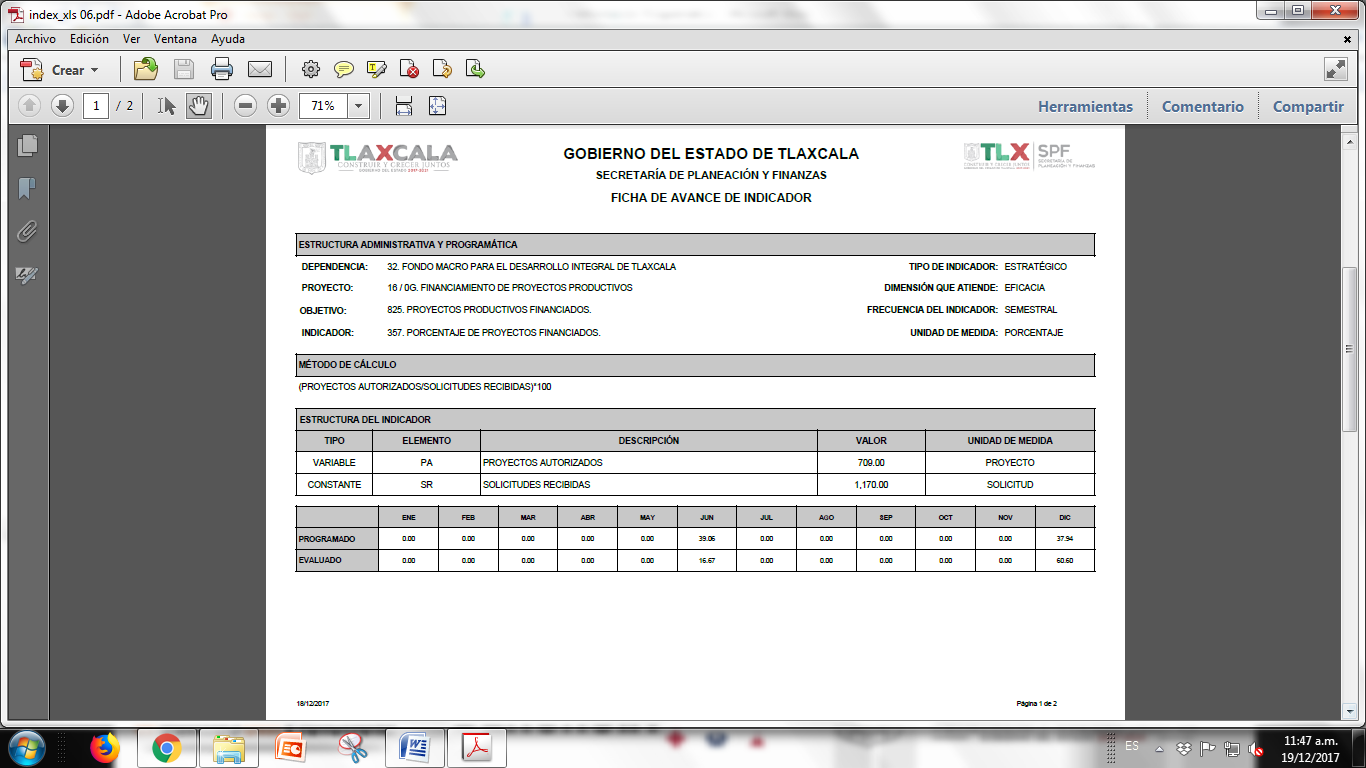 index_xls 06.pdf - Adobe Acrobat Pro
Archivo Edición Ver Ventana Ayuda
Crear
1 / 2 71% Herramientas Comentario Compartir
TLAXCALA
CONSTRUIR Y CRECER JUNTOS
GOBIERNO DEL ESTADO 2017-2021
GOBIERNO DEL ESTADO DE TLAXCALA
SECRETARÍA DE PLANEACIÓN Y FINANZAS
FICHA DE AVANCE DE INDICADOR
TLX SPF
CONSTRUIR Y CRECER JUNTOS
SECRETARÍA DE
PLANEACIÓN Y FINANZAS
ESTRUCTURA ADMINISTRATIVA Y PROGRAMÁTICA
DEPENDENCIA: 32. FONDO MACRO PARA EL DESARROLLO INTEGRAL DE TLAXCALA TIPO DE INDICADOR: ESTRATÉGICO
PROYECTO: 16 / 0G. FINANCIAMIENTO DE PROYECTOS PRODUCTIVOS DIMENSIÓN QUE ATIENDE: EFICACIA
OBJETIVO: 825. PROYECTOS PRODUCTIVOS FINANCIADOS. FRECUENCIA DEL INDICADOR: SEMESTRAL
INDICADOR: 357. PORCENTAJE DE PROYECTOS FINANCIADOS. UNIDAD DE MEDIDA: PORCENTAJE
MÉTODO DE CÁLCULO
(PROYECTOS AUTORIZADOS/SOLICITUDES RECIBIDAS)*100
ESTRUCTURA DEL INDICADOR
TIPO ELEMENTO DESCRIPCIÓN VALOR UNIDAD DE MEDIDA
VARIABLE PA PROYECTOS AUTORIZADOS 709.00 PROYECTO
CONSTANTE SR SOLICITUDES RECIBIDAS 1,170.00 SOLICITUD
ENE FEB MAR ABR MAY JUN JUL AGO SEP OCT NOV DIC
PROGRAMADO 0.00 0.00 0.00 0.00 0.00 39.06 0.00 0.00 0.00 0.00 0.00 37.94
EVALUADO 0.00 0.00 0.00 0.00 0.00 16.67 0.00 0.00 0.00 0.00 0.00 60.60
18/12/2017 Página 1 de 2
ES
11:47 a.m.
19/12/2017